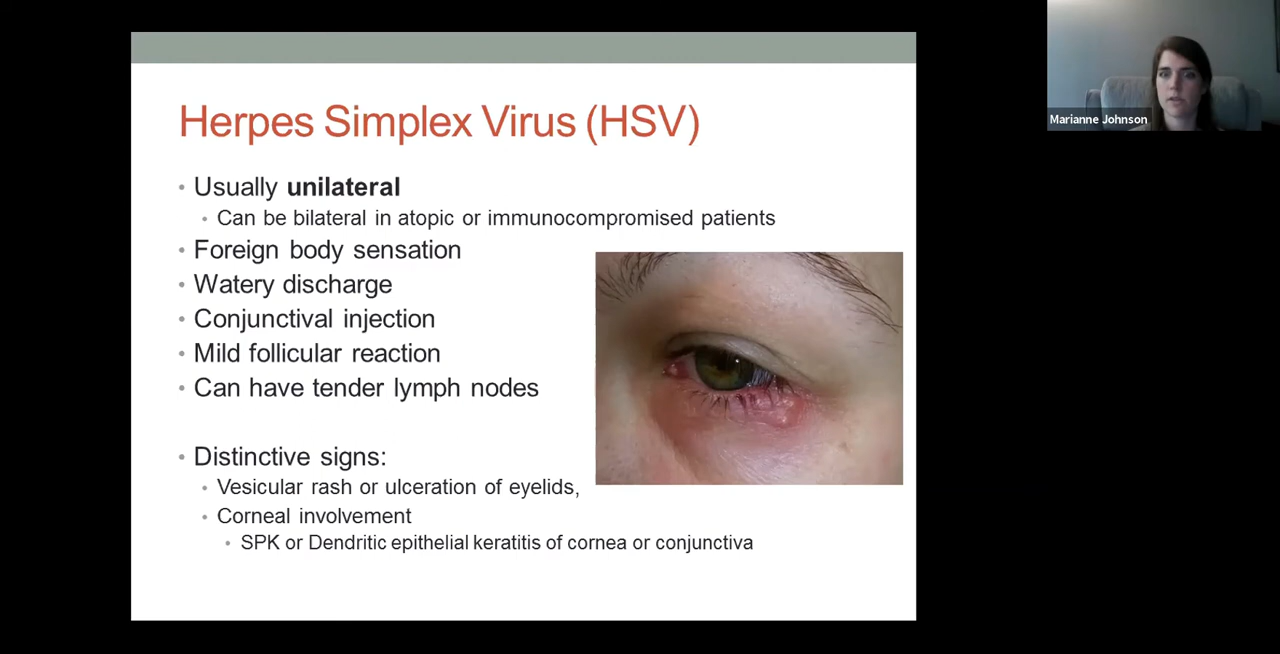 Herpes Simplex Virus (HSV)
• Usually unilateral
• Can be bilateral in atopic or immunocompromised patients
• Foreign body sensation
• Watery discharge
• Conjunctival injection
• Mild follicular reaction
• Can have tender lymph nodes
• Distinctive signs:
• Vesicular rash or ulceration of eyelids,
• Corneal involvement
• SPK or Dendritic epithelial keratitis of cornea or conjunctiva
Marianne Johnson